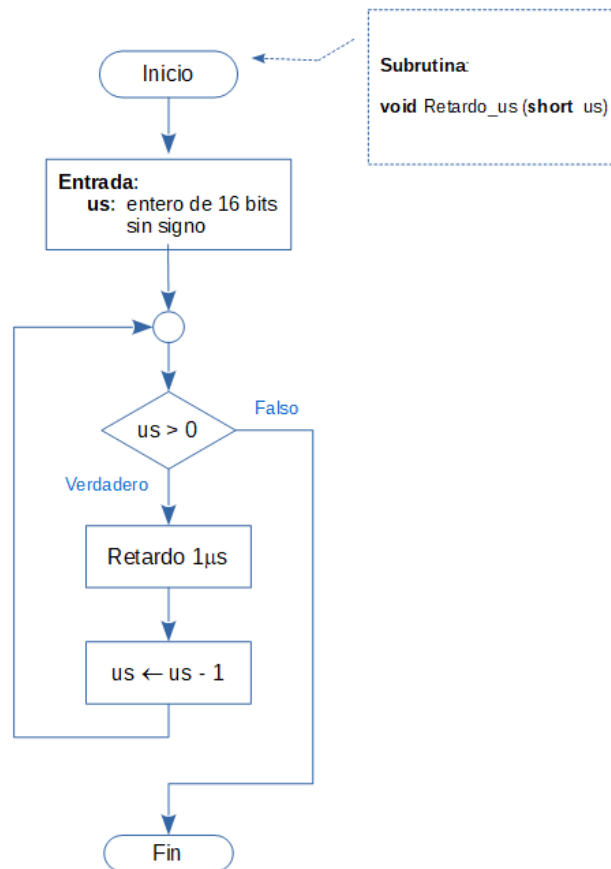 Inicio
Subrutina:
void Retardo_us (short us)
Entrada:
us: entero de 16 bits
sin signo
us > 0
Falso
Verdadero
Retardo 1μs
us ← us - 1
Fin